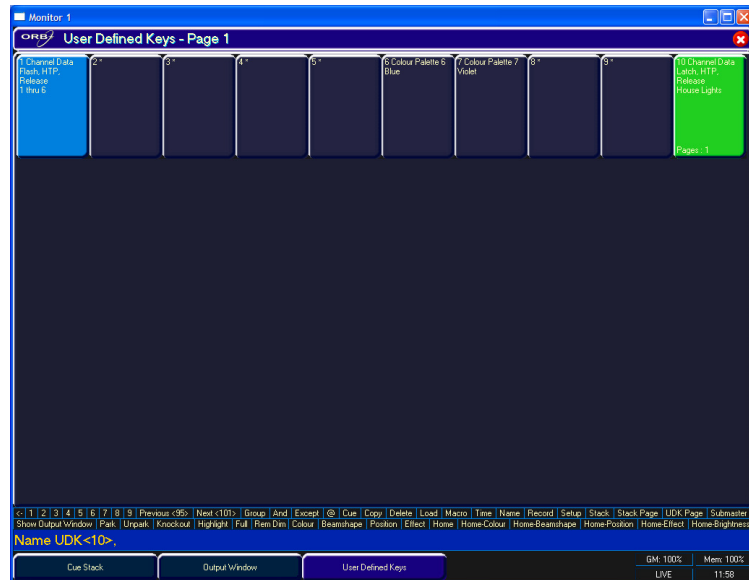 Monitor 1
ORB User Defined Keys - Page 1
1 Channel Data
Flash, HTP,
Release
1 thru 6
2 *
3 *
4 *
5 *
6 Colour Palette 6
Blue
7 Colour Palette 7
Violet
8 *
9 *
10 Channel Data
Latch, HTP,
Release
House Lights
Pages : 1
<- 1 2 3 4 5 6 7 8 9 Previous <95> Next <101> Group And Except @ Cue Copy Delete Load Macro Time Name Record Setup Stack Stack Page UDK Page Submaster
Show Output Window Park Unpark Knockout Highlight Full Rem Dim Colour Beamshape Position Effect Home Home-Colour Home-Beamshape Home-Position Home-Effect Home-Brightness
Name UDK<10>,
Cue Stack
Output Window
User Defined Keys
GM: 100%
Mem: 100%
LIVE
11:58